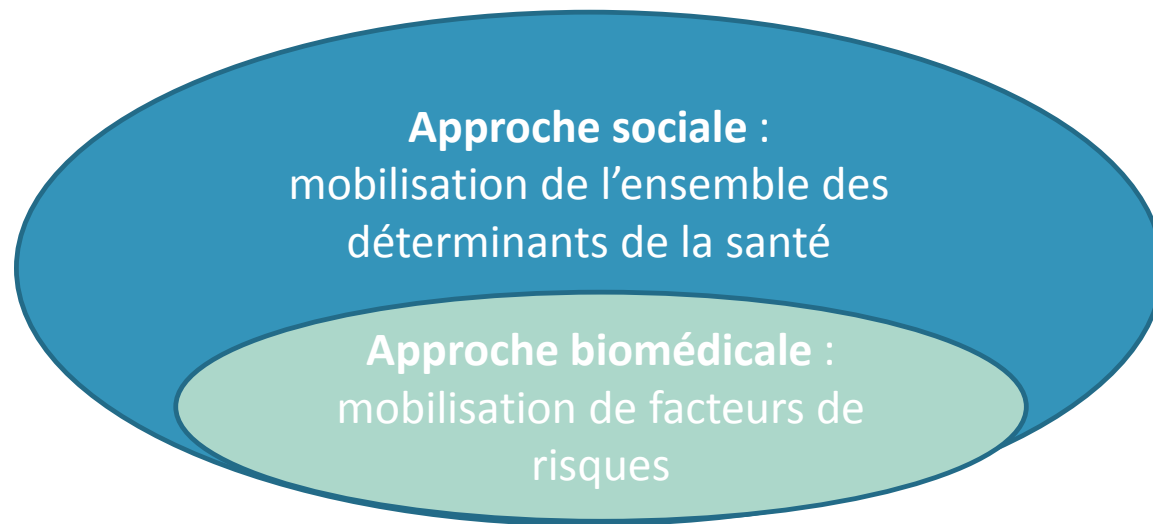 Approche sociale :
mobilisation de l’ensemble des
déterminants de la santé
Approche biomédicale :
mobilisation de facteurs de
risques